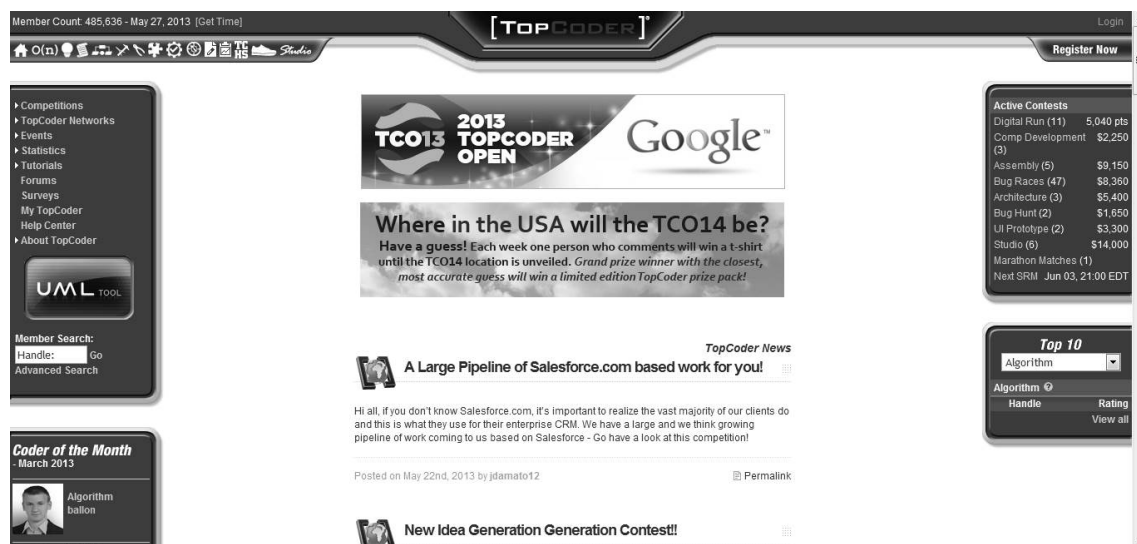 Member Count: 485,636 - May 27, 2013 [Get Time]
[TOPCODER]®
Login
O(n)
TC
HS
Studio
Register Now
Competitions
TopCoder Networks
Events
Statistics
Tutorials
Forums
Surveys
My TopCoder
Help Center
About TopCoder
UML TOOL
Member Search:
Handle: Go
Advanced Search
Coder of the Month
- March 2013
Algorithm
ballon
TCO13 2013
TOPCODER
OPEN
Google™
Where in the USA will the TCO14 be?
Have a guess! Each week one person who comments will win a t-shirt
until the TCO14 location is unveiled. Grand prize winner with the closest,
most accurate guess will win a limited edition TopCoder prize pack!
TopCoder News
A Large Pipeline of Salesforce.com based work for you!
Hi all, if you don't know Salesforce.com, it's important to realize the vast majority of our clients do
and this is what they use for their enterprise CRM. We have a large and we think growing
pipeline of work coming to us based on Salesforce - Go have a look at this competition!
Posted on May 22nd, 2013 by jdamato12
Permalink
New Idea Generation Generation Contest!!
Active Contests
Digital Run (11) 5,040 pts
Comp Development $2,250
(3)
Assembly (5) $9,150
Bug Races (47) $8,360
Architecture (3) $5,400
Bug Hunt (2) $1,650
UI Prototype (2) $3,300
Studio (6) $14,000
Marathon Matches (1)
Next SRM Jun 03, 21:00 EDT
Top 10
Algorithm
Algorithm
Handle Rating
View all